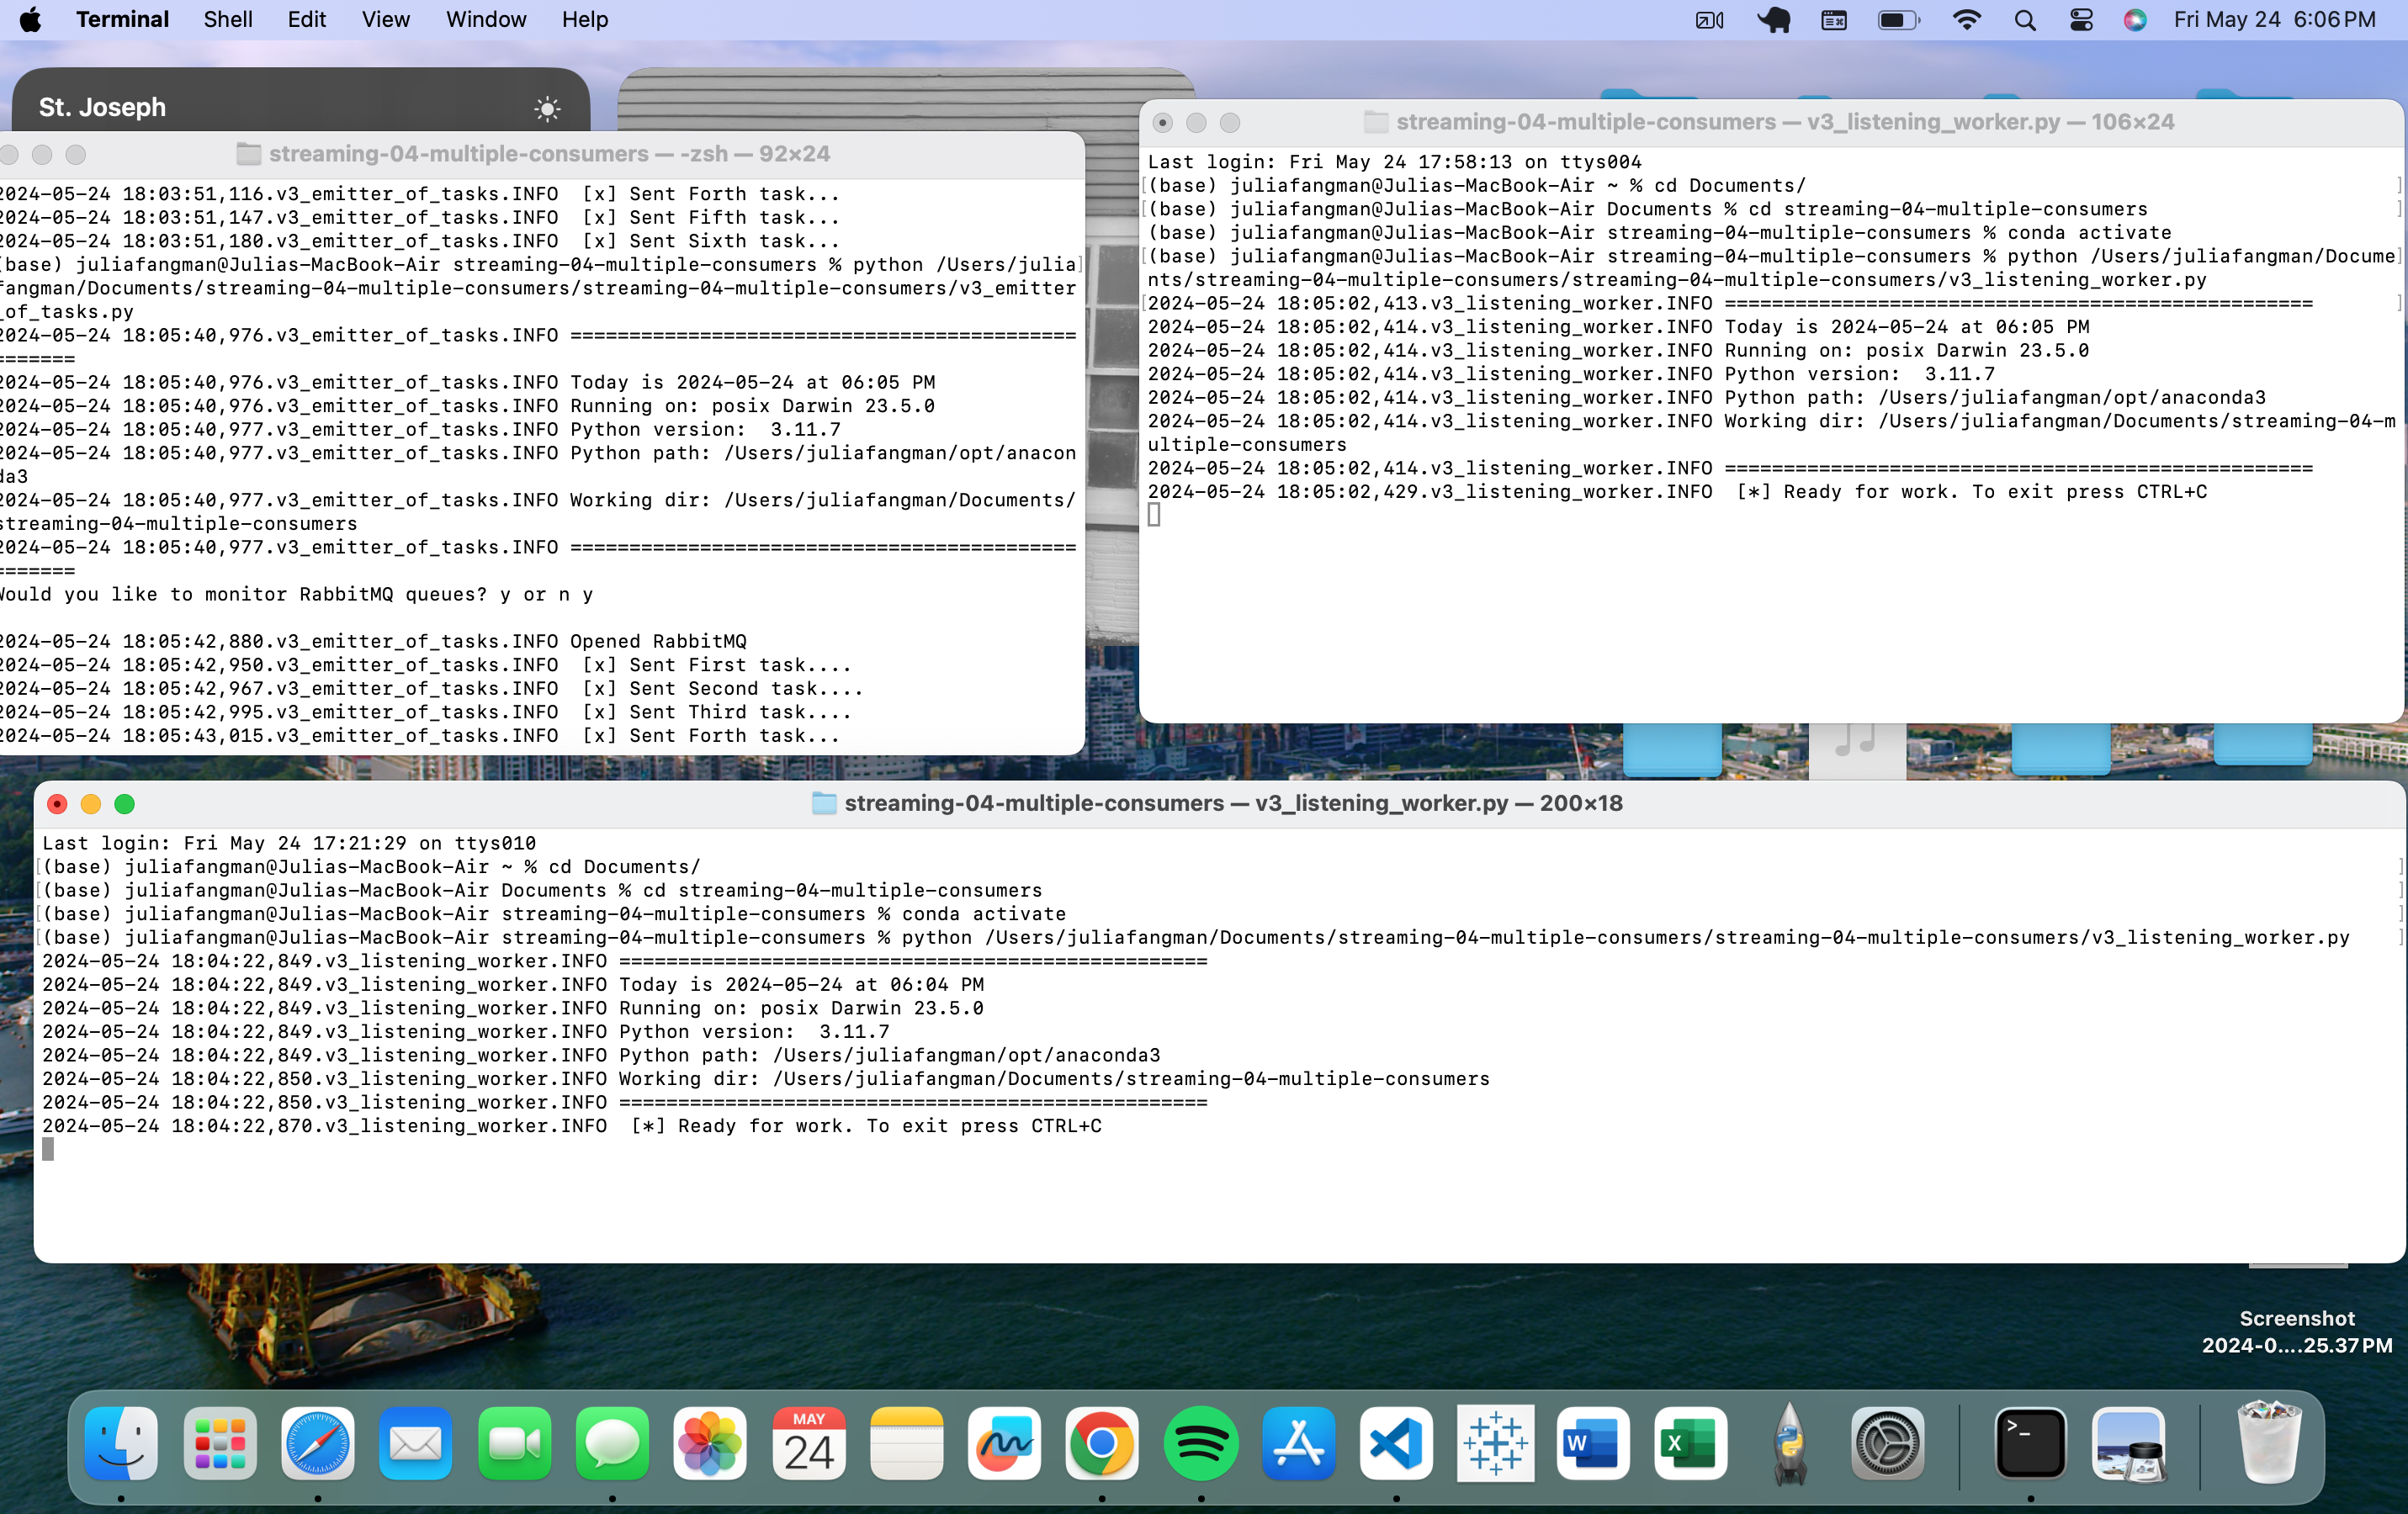 Terminal Shell Edit View Window Help Fri May 24 6:06 PM
St. Joseph
streaming-04-multiple-consumers — -zsh — 92×24
2024-05-24 18:03:51,116.v3_emitter_of_tasks.INFO  [x] Sent Forth task...
2024-05-24 18:03:51,147.v3_emitter_of_tasks.INFO  [x] Sent Fifth task...
2024-05-24 18:03:51,180.v3_emitter_of_tasks.INFO  [x] Sent Sixth task...
(base) juliafangman@Julias-MacBook-Air streaming-04-multiple-consumers % python /Users/julia]
fangman/Documents/streaming-04-multiple-consumers/streaming-04-multiple-consumers/v3_emitter
_of_tasks.py
2024-05-24 18:05:40,976.v3_emitter_of_tasks.INFO ===========================================
=======
2024-05-24 18:05:40,976.v3_emitter_of_tasks.INFO Today is 2024-05-24 at 06:05 PM
2024-05-24 18:05:40,976.v3_emitter_of_tasks.INFO Running on: posix Darwin 23.5.0
2024-05-24 18:05:40,977.v3_emitter_of_tasks.INFO Python version:  3.11.7
2024-05-24 18:05:40,977.v3_emitter_of_tasks.INFO Python path: /Users/juliafangman/opt/anacon
da3
2024-05-24 18:05:40,977.v3_emitter_of_tasks.INFO Working dir: /Users/juliafangman/Documents/
streaming-04-multiple-consumers
2024-05-24 18:05:40,977.v3_emitter_of_tasks.INFO ===========================================
=======
Would you like to monitor RabbitMQ queues? y or n y
2024-05-24 18:05:42,880.v3_emitter_of_tasks.INFO Opened RabbitMQ
2024-05-24 18:05:42,950.v3_emitter_of_tasks.INFO  [x] Sent First task....
2024-05-24 18:05:42,967.v3_emitter_of_tasks.INFO  [x] Sent Second task....
2024-05-24 18:05:42,995.v3_emitter_of_tasks.INFO  [x] Sent Third task....
2024-05-24 18:05:43,015.v3_emitter_of_tasks.INFO  [x] Sent Forth task...
streaming-04-multiple-consumers — v3_listening_worker.py — 106×24
Last login: Fri May 24 17:58:13 on ttys004
[(base) juliafangman@Julias-MacBook-Air ~ % cd Documents/ ]
[(base) juliafangman@Julias-MacBook-Air Documents % cd streaming-04-multiple-consumers ]
(base) juliafangman@Julias-MacBook-Air streaming-04-multiple-consumers % conda activate
[(base) juliafangman@Julias-MacBook-Air streaming-04-multiple-consumers % python /Users/juliafangman/Docume]
nts/streaming-04-multiple-consumers/streaming-04-multiple-consumers/v3_listening_worker.py
[2024-05-24 18:05:02,413.v3_listening_worker.INFO ================================================== ]
2024-05-24 18:05:02,414.v3_listening_worker.INFO Today is 2024-05-24 at 06:05 PM
2024-05-24 18:05:02,414.v3_listening_worker.INFO Running on: posix Darwin 23.5.0
2024-05-24 18:05:02,414.v3_listening_worker.INFO Python version:  3.11.7
2024-05-24 18:05:02,414.v3_listening_worker.INFO Python path: /Users/juliafangman/opt/anaconda3
2024-05-24 18:05:02,414.v3_listening_worker.INFO Working dir: /Users/juliafangman/Documents/streaming-04-m
ultiple-consumers
2024-05-24 18:05:02,414.v3_listening_worker.INFO ==================================================
2024-05-24 18:05:02,429.v3_listening_worker.INFO  [*] Ready for work. To exit press CTRL+C
streaming-04-multiple-consumers — v3_listening_worker.py — 200×18
Last login: Fri May 24 17:21:29 on ttys010
[(base) juliafangman@Julias-MacBook-Air ~ % cd Documents/ ]
[(base) juliafangman@Julias-MacBook-Air Documents % cd streaming-04-multiple-consumers ]
[(base) juliafangman@Julias-MacBook-Air streaming-04-multiple-consumers % conda activate ]
[(base) juliafangman@Julias-MacBook-Air streaming-04-multiple-consumers % python /Users/juliafangman/Documents/streaming-04-multiple-consumers/streaming-04-multiple-consumers/v3_listening_worker.py ]
2024-05-24 18:04:22,849.v3_listening_worker.INFO ==================================================
2024-05-24 18:04:22,849.v3_listening_worker.INFO Today is 2024-05-24 at 06:04 PM
2024-05-24 18:04:22,849.v3_listening_worker.INFO Running on: posix Darwin 23.5.0
2024-05-24 18:04:22,849.v3_listening_worker.INFO Python version:  3.11.7
2024-05-24 18:04:22,849.v3_listening_worker.INFO Python path: /Users/juliafangman/opt/anaconda3
2024-05-24 18:04:22,850.v3_listening_worker.INFO Working dir: /Users/juliafangman/Documents/streaming-04-multiple-consumers
2024-05-24 18:04:22,850.v3_listening_worker.INFO ==================================================
2024-05-24 18:04:22,870.v3_listening_worker.INFO  [*] Ready for work. To exit press CTRL+C
Screenshot
2024-0....25.37 PM
MAY
24
W
X
>_